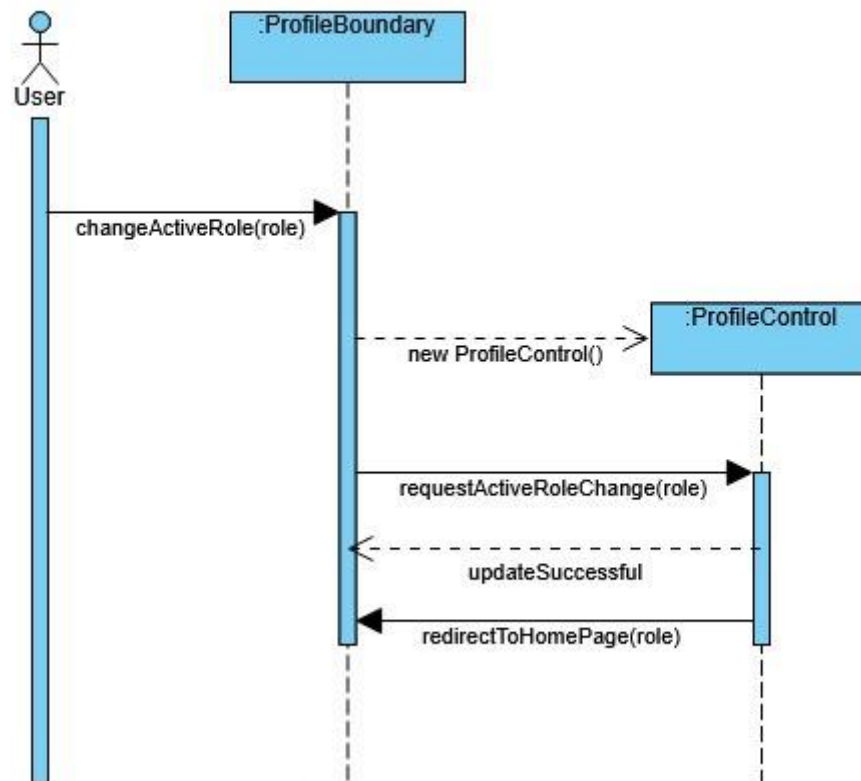 :ProfileBoundary
User
changeActiveRole(role)
:ProfileControl
new ProfileControl()
requestActiveRoleChange(role)
updateSuccessful
redirectToHomePage(role)